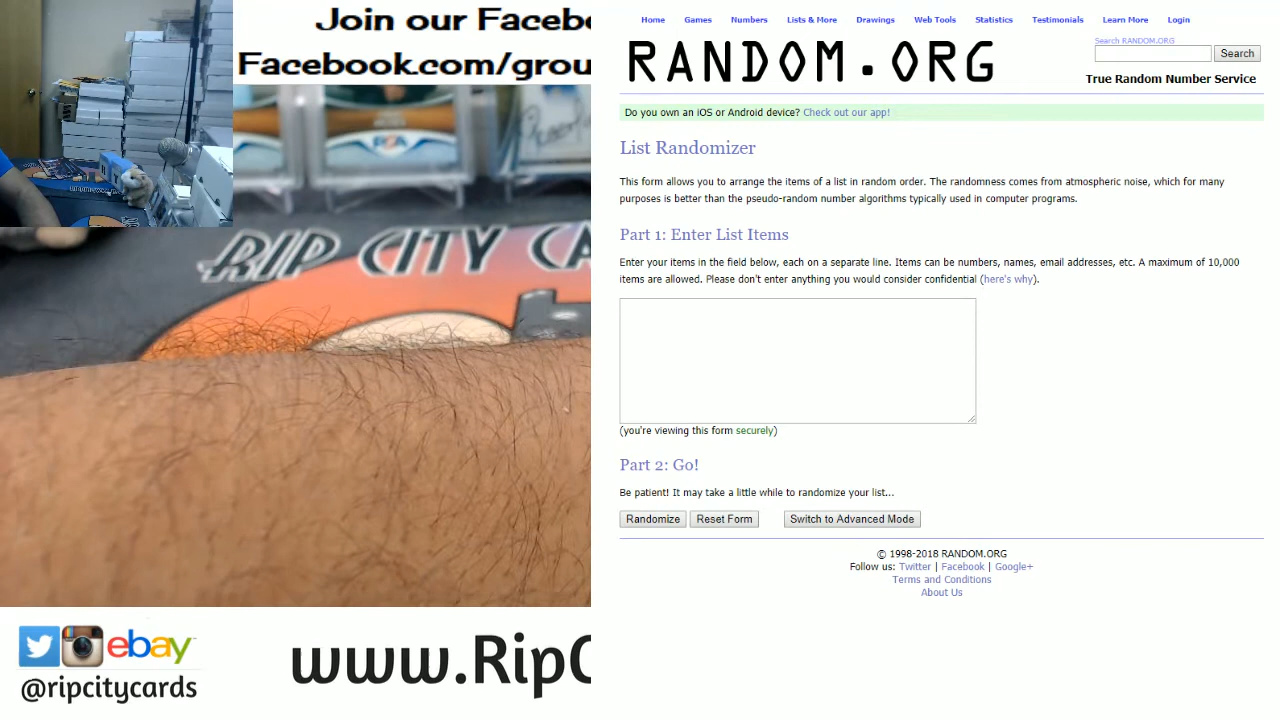 Join our Facebo
Facebook.com/grou
RIP CITY CA
@ripcitycards
ebay
www.RipC
Home Games Numbers Lists & More Drawings Web Tools Statistics Testimonials Learn More Login
RANDOM.ORG
Search RANDOM.ORG
Search
True Random Number Service
Do you own an iOS or Android device? Check out our app!
List Randomizer
This form allows you to arrange the items of a list in random order. The randomness comes from atmospheric noise, which for many
purposes is better than the pseudo-random number algorithms typically used in computer programs.
Part 1: Enter List Items
Enter your items in the field below, each on a separate line. Items can be numbers, names, email addresses, etc. A maximum of 10,000
items are allowed. Please don't enter anything you would consider confidential (here's why).
(you're viewing this form securely)
Part 2: Go!
Be patient! It may take a little while to randomize your list...
Randomize Reset Form Switch to Advanced Mode
© 1998-2018 RANDOM.ORG
Follow us: Twitter | Facebook | Google+
Terms and Conditions
About Us